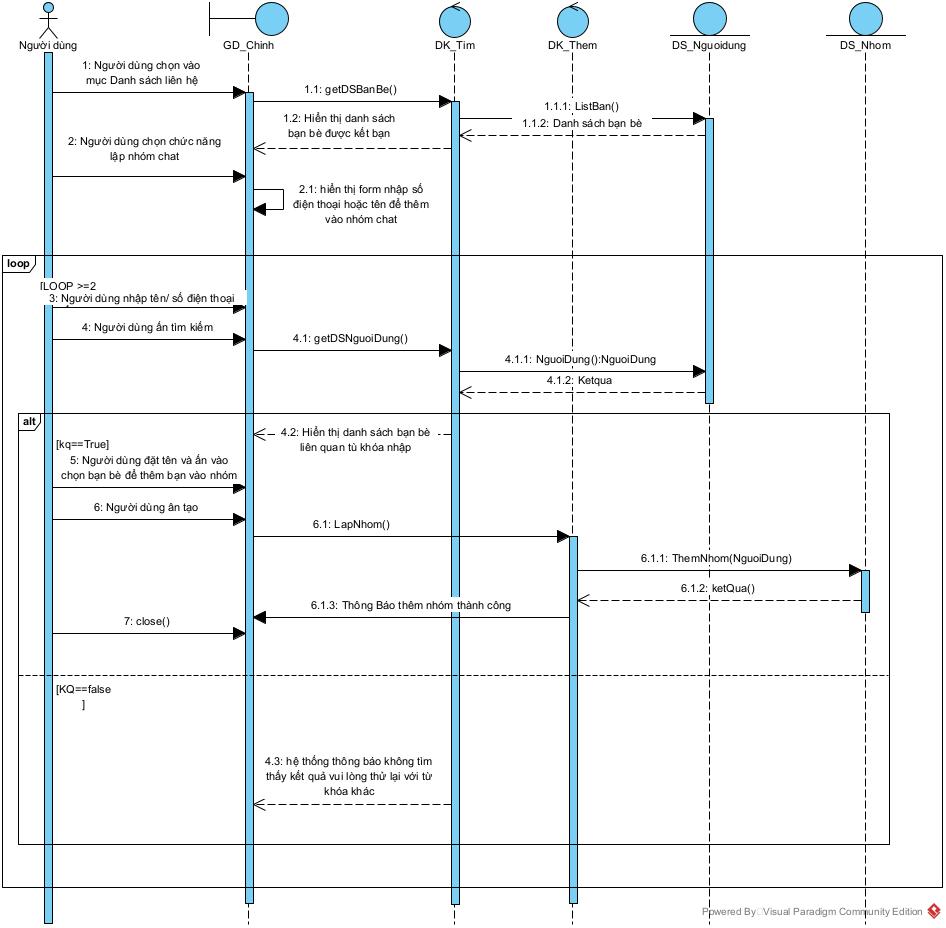 Người dùng
GD_Chinh
DK_Tim
DK_Them
DS_Nguoidung
DS_Nhom
1: Người dùng chọn vào
mục Danh sách liên hệ
1.1: getDSBanBe()
1.1.1: ListBan()
1.1.2: Danh sách bạn bè
1.2: Hiển thị danh sách
bạn bè được kết bạn
2: Người dùng chọn chức năng
lập nhóm chat
2.1: hiển thị form nhập số
điện thoại hoặc tên để thêm
vào nhóm chat
loop
[LOOP >=2
3: Người dùng nhập tên/ số điện thoại
4: Người dùng ấn tìm kiếm
4.1: getDSNguoiDung()
4.1.1: NguoiDung():NguoiDung
4.1.2: Ketqua
alt
4.2: Hiển thị danh sách bạn bè
liên quan tù khóa nhập
[kq==True]
5: Người dùng đặt tên và ấn vào
chọn bạn bè để thêm bạn vào nhóm
6: Người dùng ân tạo
6.1: LapNhom()
6.1.1: ThemNhom(NguoiDung)
6.1.2: ketQua()
6.1.3: Thông Báo thêm nhóm thành công
7: close()
[KQ==false
]
4.3: hệ thống thông báo không tìm
thấy kết quả vui lòng thử lại với từ
khóa khác
Powered By Visual Paradigm Community Edition